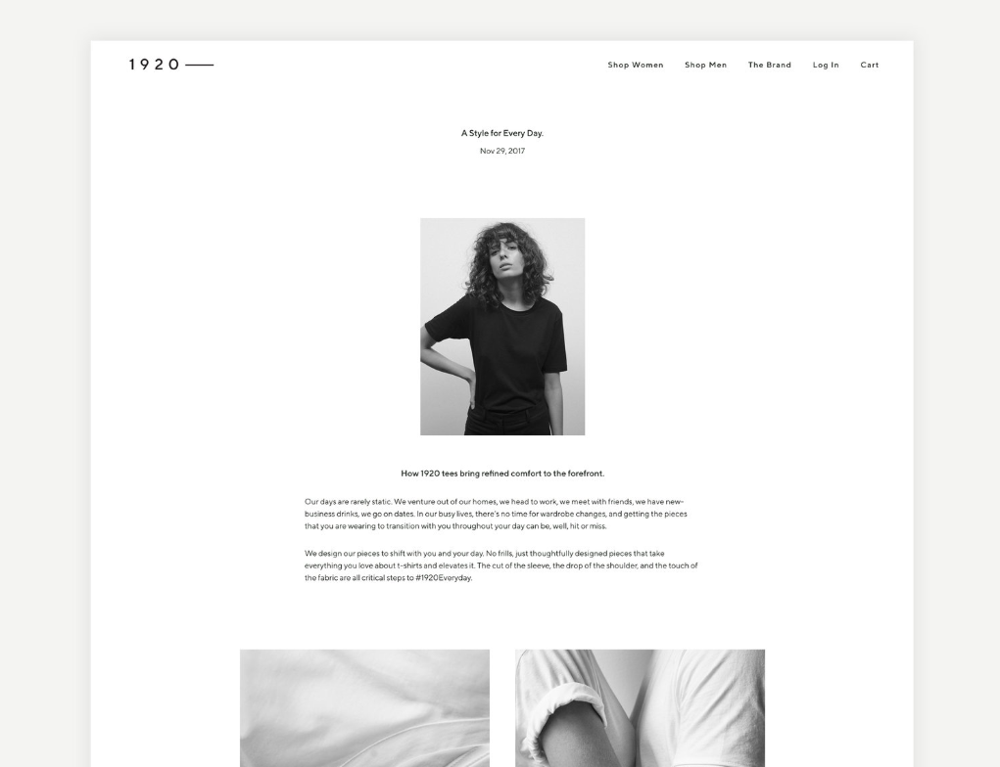 1920
Shop Women
Shop Men
The Brand
Log In
Cart
A Style for Every Day.
Nov 29, 2017
How 1920 tees bring refined comfort to the forefront.
Our days are rarely static. We venture out of our homes, we head to work, we meet with friends, we have new-
business drinks, we go on dates. In our busy lives, there's no time for wardrobe changes, and getting the pieces
that you are wearing to transition with you throughout your day can be, well, hit or miss.
We design our pieces to shift with you and your day. No frills, just thoughtfully designed pieces that take
everything you love about t-shirts and elevates it. The cut of the sleeve, the drop of the shoulder, and the touch of
the fabric are all critical steps to #1920Everyday.